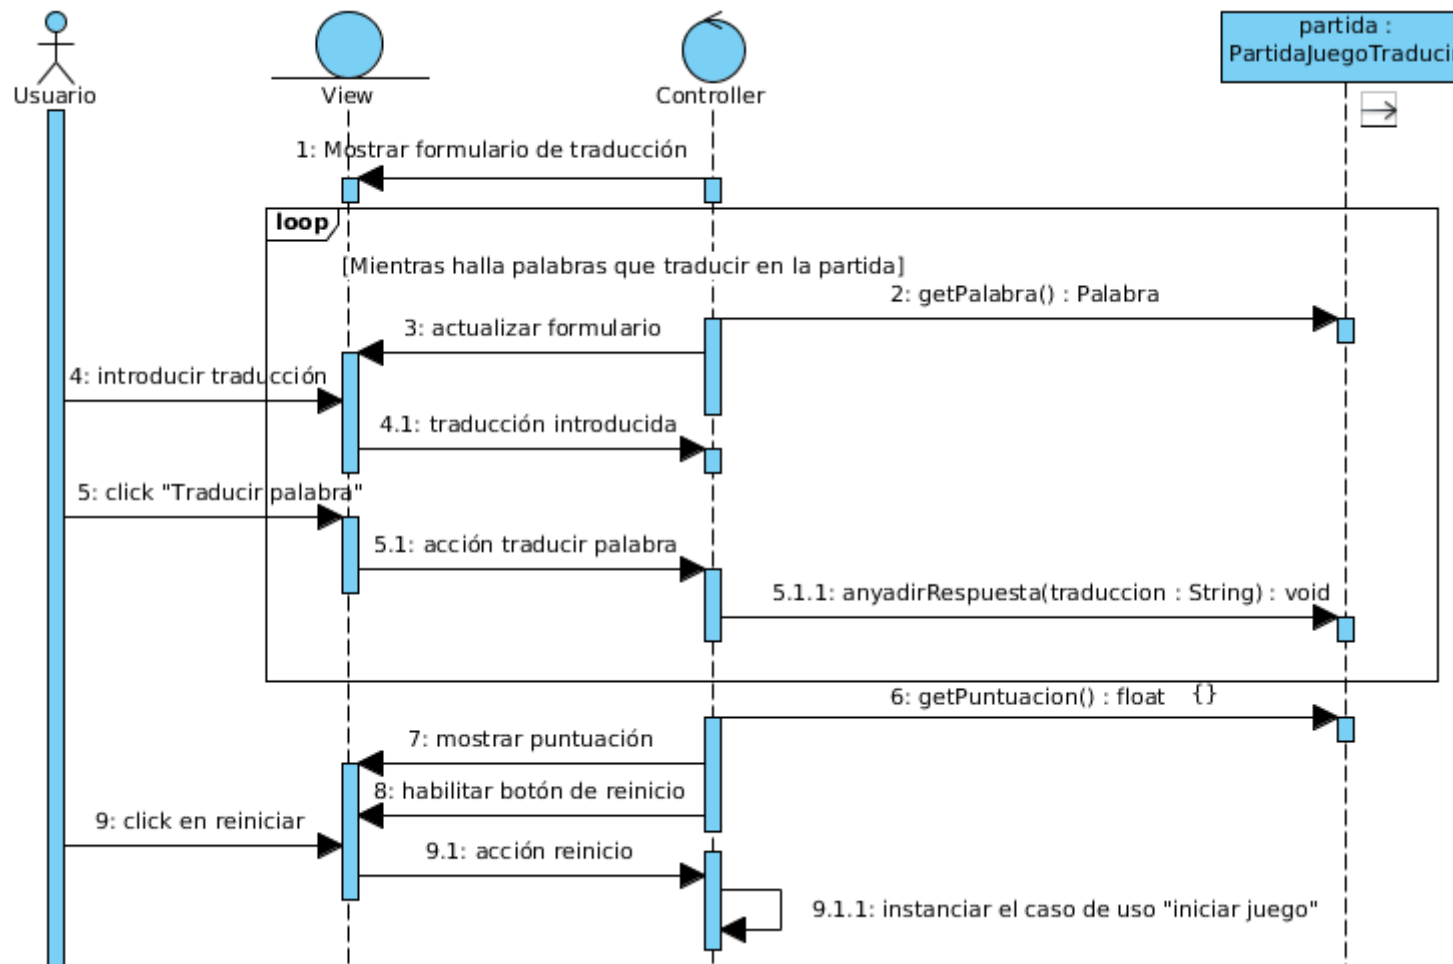 partida :
PartidaJuegoTraducir
Usuario
View
Controller
1: Mostrar formulario de traducción
loop
[Mientras halla palabras que traducir en la partida]
2: getPalabra() : Palabra
3: actualizar formulario
4: introducir traducción
4.1: traducción introducida
5: click "Traducir palabra"
5.1: acción traducir palabra
5.1.1: anyadirRespuesta(traduccion : String) : void
6: getPuntuacion() : float {}
7: mostrar puntuación
8: habilitar botón de reinicio
9: click en reiniciar
9.1: acción reinicio
9.1.1: instanciar el caso de uso "iniciar juego"